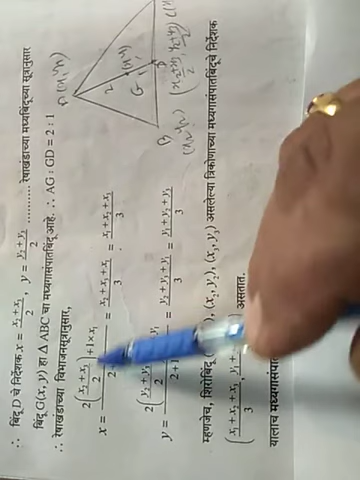 ∴ बिंदू D चे निर्देशक x = (x₂ + x₃)/2 , y = (y₂ + y₃)/2 ............ रेषाखंडाच्या मध्यबिंदूच्या सूत्रानुसार
बिंदू G(x, y) हा Δ ABC चा मध्यगासंपातबिंदू आहे. ∴ AG : GD = 2 : 1
∴ रेषाखंडाच्या विभाजनसूत्रानुसार,
x = (2((x₂ + x₃)/2) + 1 × x₁)/ = (x₁ + x₂ + x₃)/3 = (x₁ + x₂ + x₃)/3
y = (2((y₂ + y₃)/2) y₁)/(2 + 1) = (y₂ + y₃ + y₁)/3 = (y₁ + y₂ + y₃)/3
म्हणजेच, शिरोबिंदू ( ), (x₂, y₂), (x₃, y₃) असलेल्या त्रिकोणाच्या मध्यगासंपातबिंदूचे निर्देशक
((x₁ + x₂ + x₃)/3, y₁ + असतात.
यालाच मध्यगासंपात
A
2
G
1
D
B